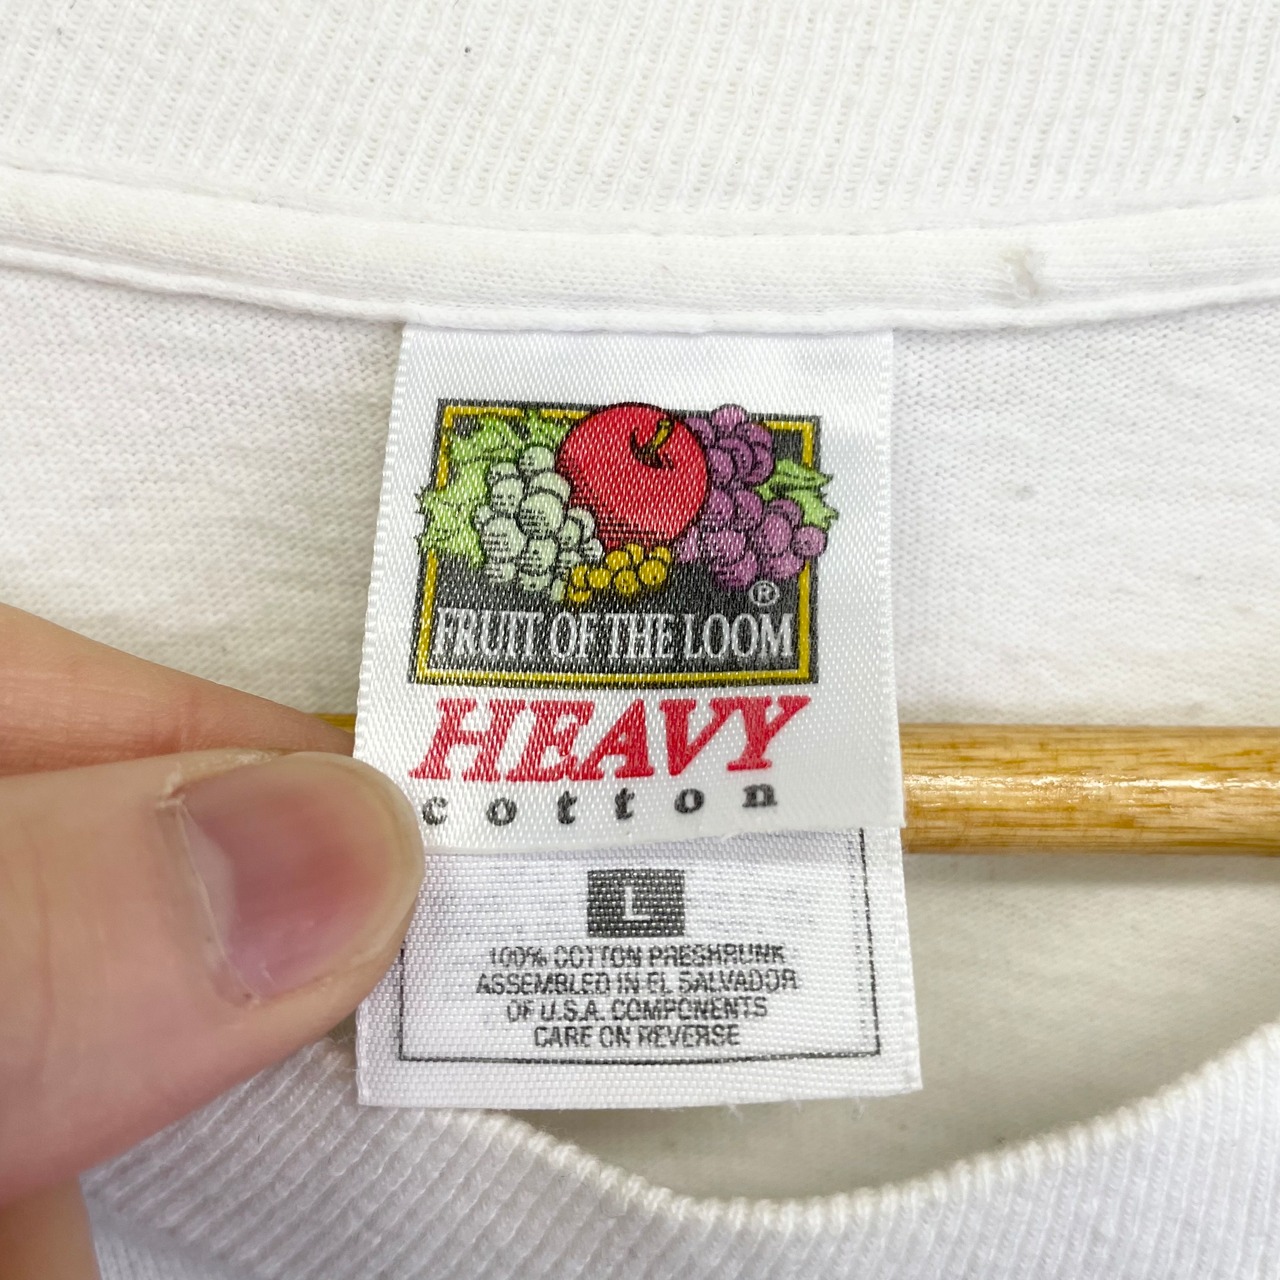 ®
FRUIT OF THE LOOM
HEAVY
cotton
L
100% COTTON PRESHRUNK
ASSEMBLED IN EL SALVADOR
OF U.S.A. COMPONENTS
CARE ON REVERSE